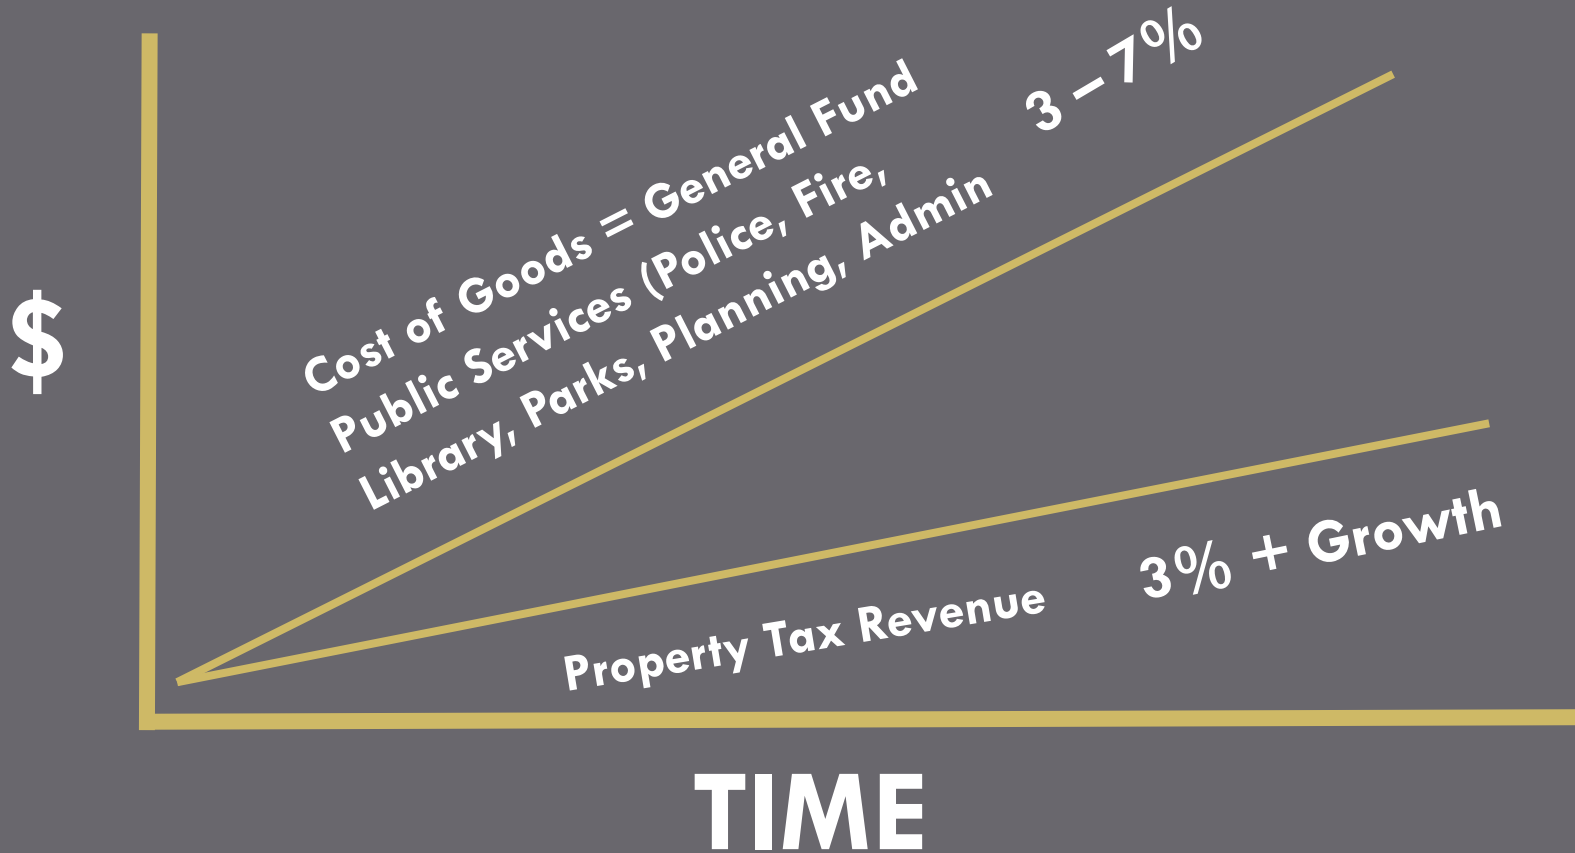 $
Cost of Goods = General Fund
Public Services (Police, Fire,
Library, Parks, Planning, Admin
3 – 7%
Property Tax Revenue
3% + Growth
TIME